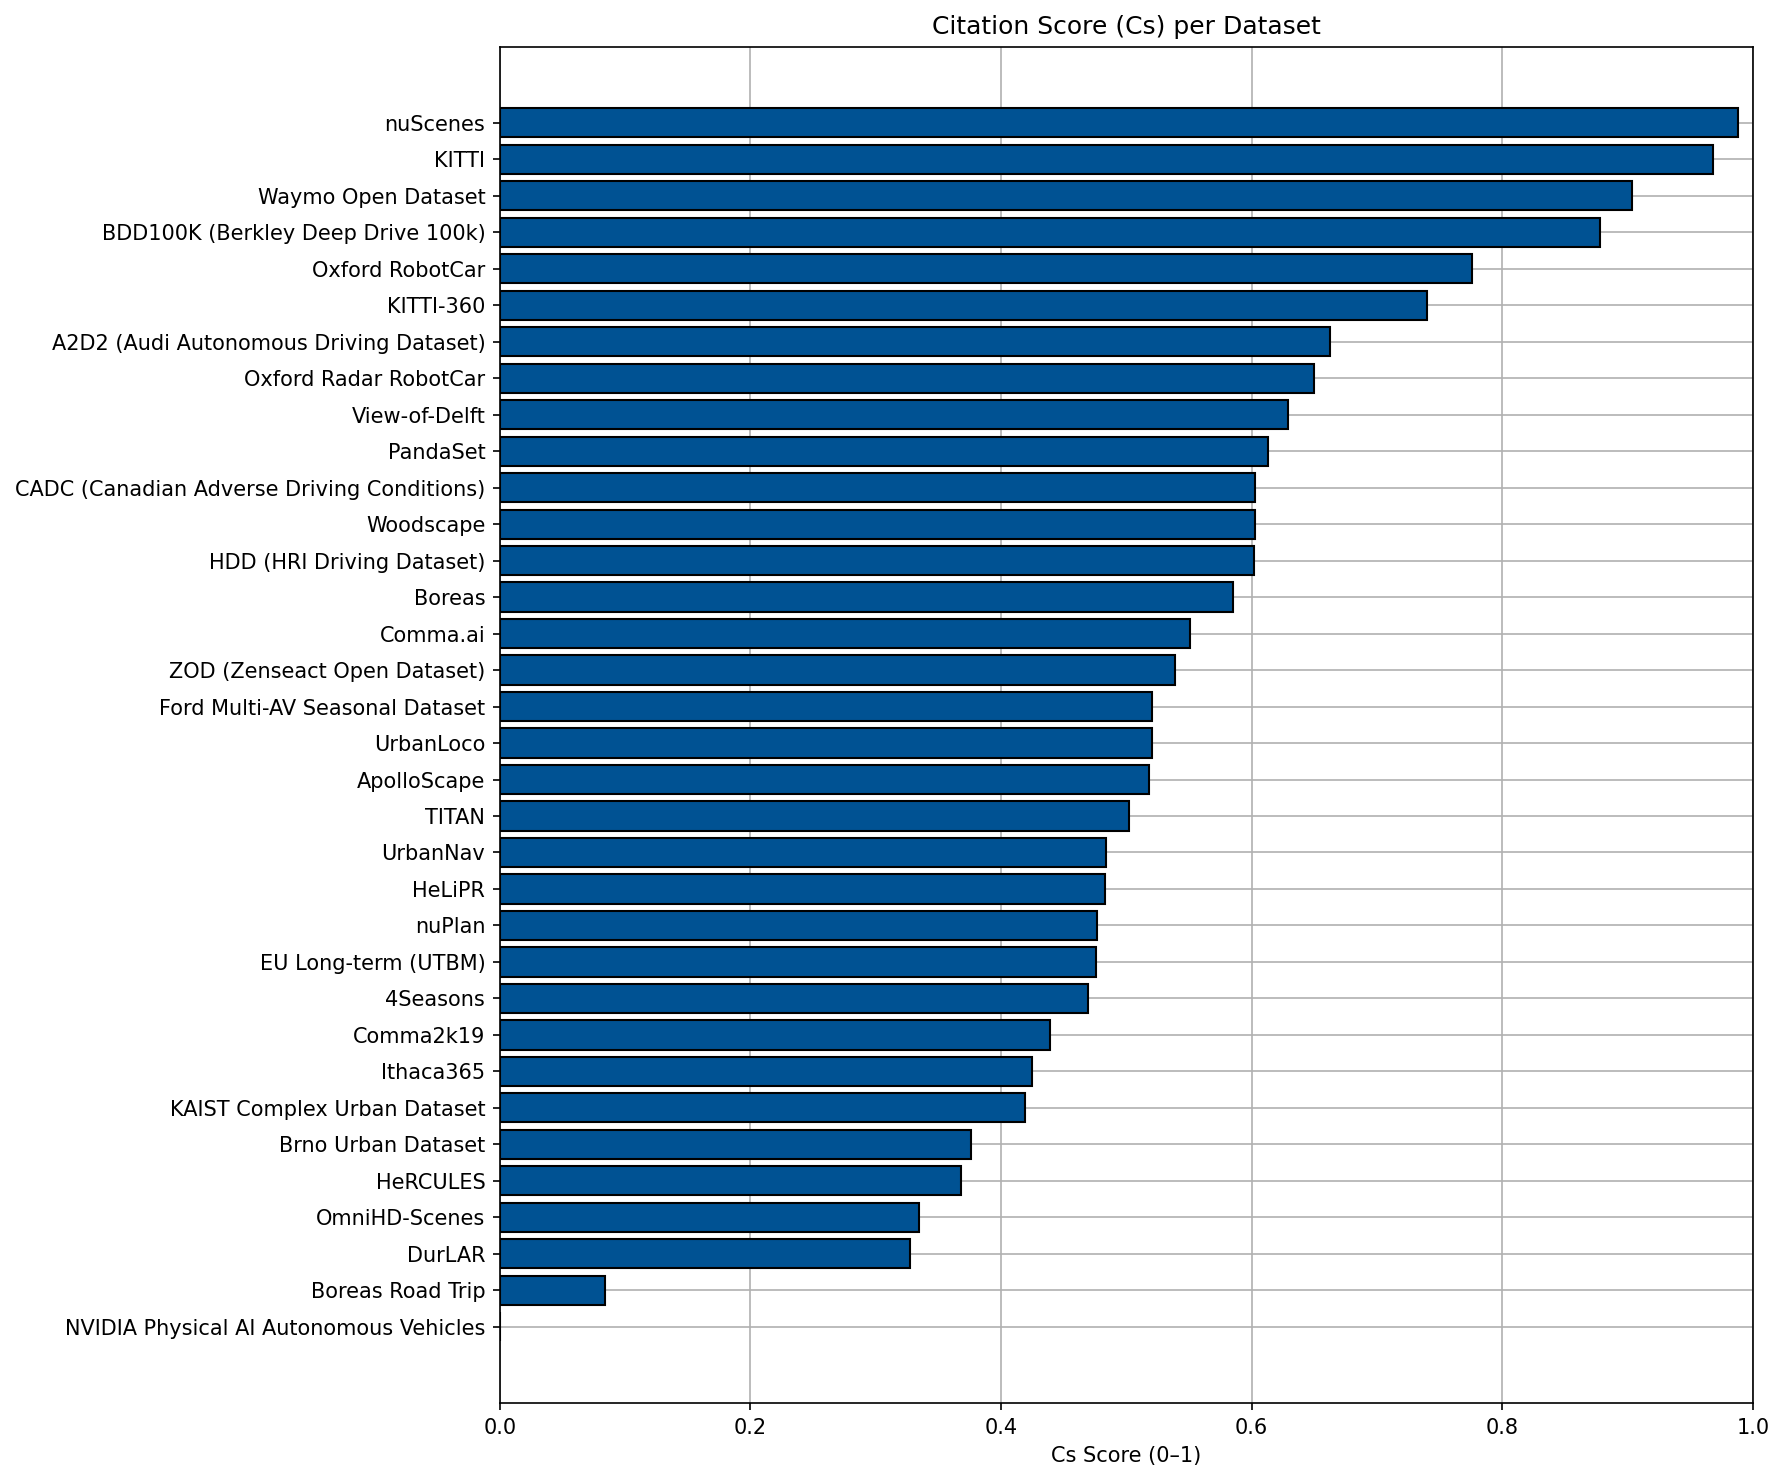 Citation Score (Cs) per Dataset
nuScenes
KITTI
Waymo Open Dataset
BDD100K (Berkley Deep Drive 100k)
Oxford RobotCar
KITTI-360
A2D2 (Audi Autonomous Driving Dataset)
Oxford Radar RobotCar
View-of-Delft
PandaSet
CADC (Canadian Adverse Driving Conditions)
Woodscape
HDD (HRI Driving Dataset)
Boreas
Comma.ai
ZOD (Zenseact Open Dataset)
Ford Multi-AV Seasonal Dataset
UrbanLoco
ApolloScape
TITAN
UrbanNav
HeLiPR
nuPlan
EU Long-term (UTBM)
4Seasons
Comma2k19
Ithaca365
KAIST Complex Urban Dataset
Brno Urban Dataset
HeRCULES
OmniHD-Scenes
DurLAR
Boreas Road Trip
NVIDIA Physical AI Autonomous Vehicles
0.0 0.2 0.4 0.6 0.8 1.0
Cs Score (0–1)